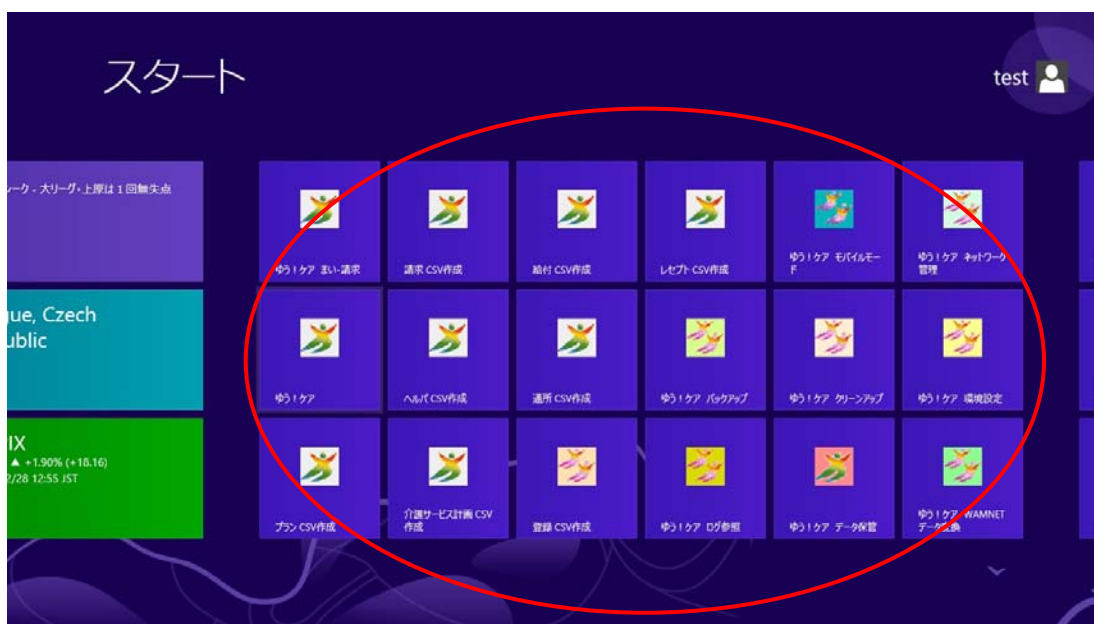 スタート
test
ーク - 大リーグ・上原は1回無失点
ゆう！ケア まい-請求
請求 CSV作成
給付 CSV作成
レセプト CSV作成
ゆう！ケア モバイルモー
ド
ゆう！ケア ネットワーク
管理
ue, Czech
ublic
ゆう！ケア
ヘルパ CSV作成
通所 CSV作成
ゆう！ケア バックアップ
ゆう！ケア クリーンアップ
ゆう！ケア 環境設定
IX
▲ +1.90% (+18.16)
2/28 12:55 JST
プラン CSV作成
介護サービス計画 CSV
作成
登録 CSV作成
ゆう！ケア ログ参照
ゆう！ケア データ保管
ゆう！ケア WAMNET
データ変換